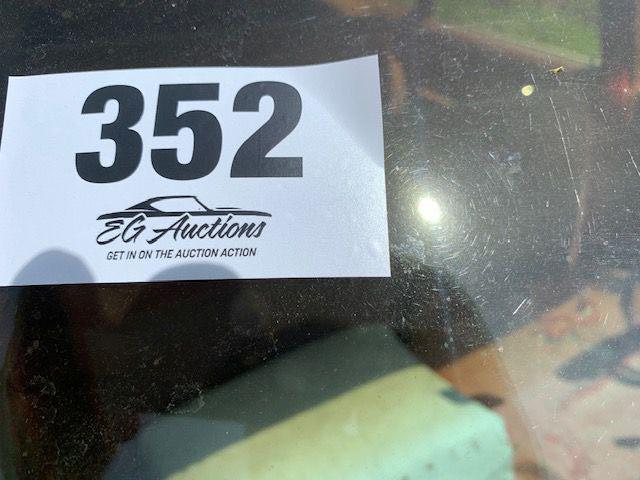 352
EG Auctions
GET IN ON THE AUCTION ACTION